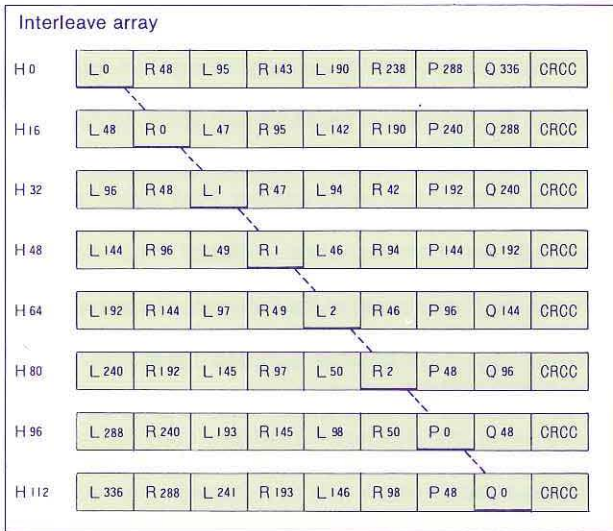 Interleave array
H 0 L 0 R 48 L 95 R 143 L 190 R 238 P 288 Q 336 CRCC
H 16 L 48 R 0 L 47 R 95 L 142 R 190 P 240 Q 288 CRCC
H 32 L 96 R 48 L 1 R 47 L 94 R 42 P 192 Q 240 CRCC
H 48 L 144 R 96 L 49 R 1 L 46 R 94 P 144 Q 192 CRCC
H 64 L 192 R 144 L 97 R 49 L 2 R 46 P 96 Q 144 CRCC
H 80 L 240 R 192 L 145 R 97 L 50 R 2 P 48 Q 96 CRCC
H 96 L 288 R 240 L 193 R 145 L 98 R 50 P 0 Q 48 CRCC
H 112 L 336 R 288 L 241 R 193 L 146 R 98 P 48 Q 0 CRCC